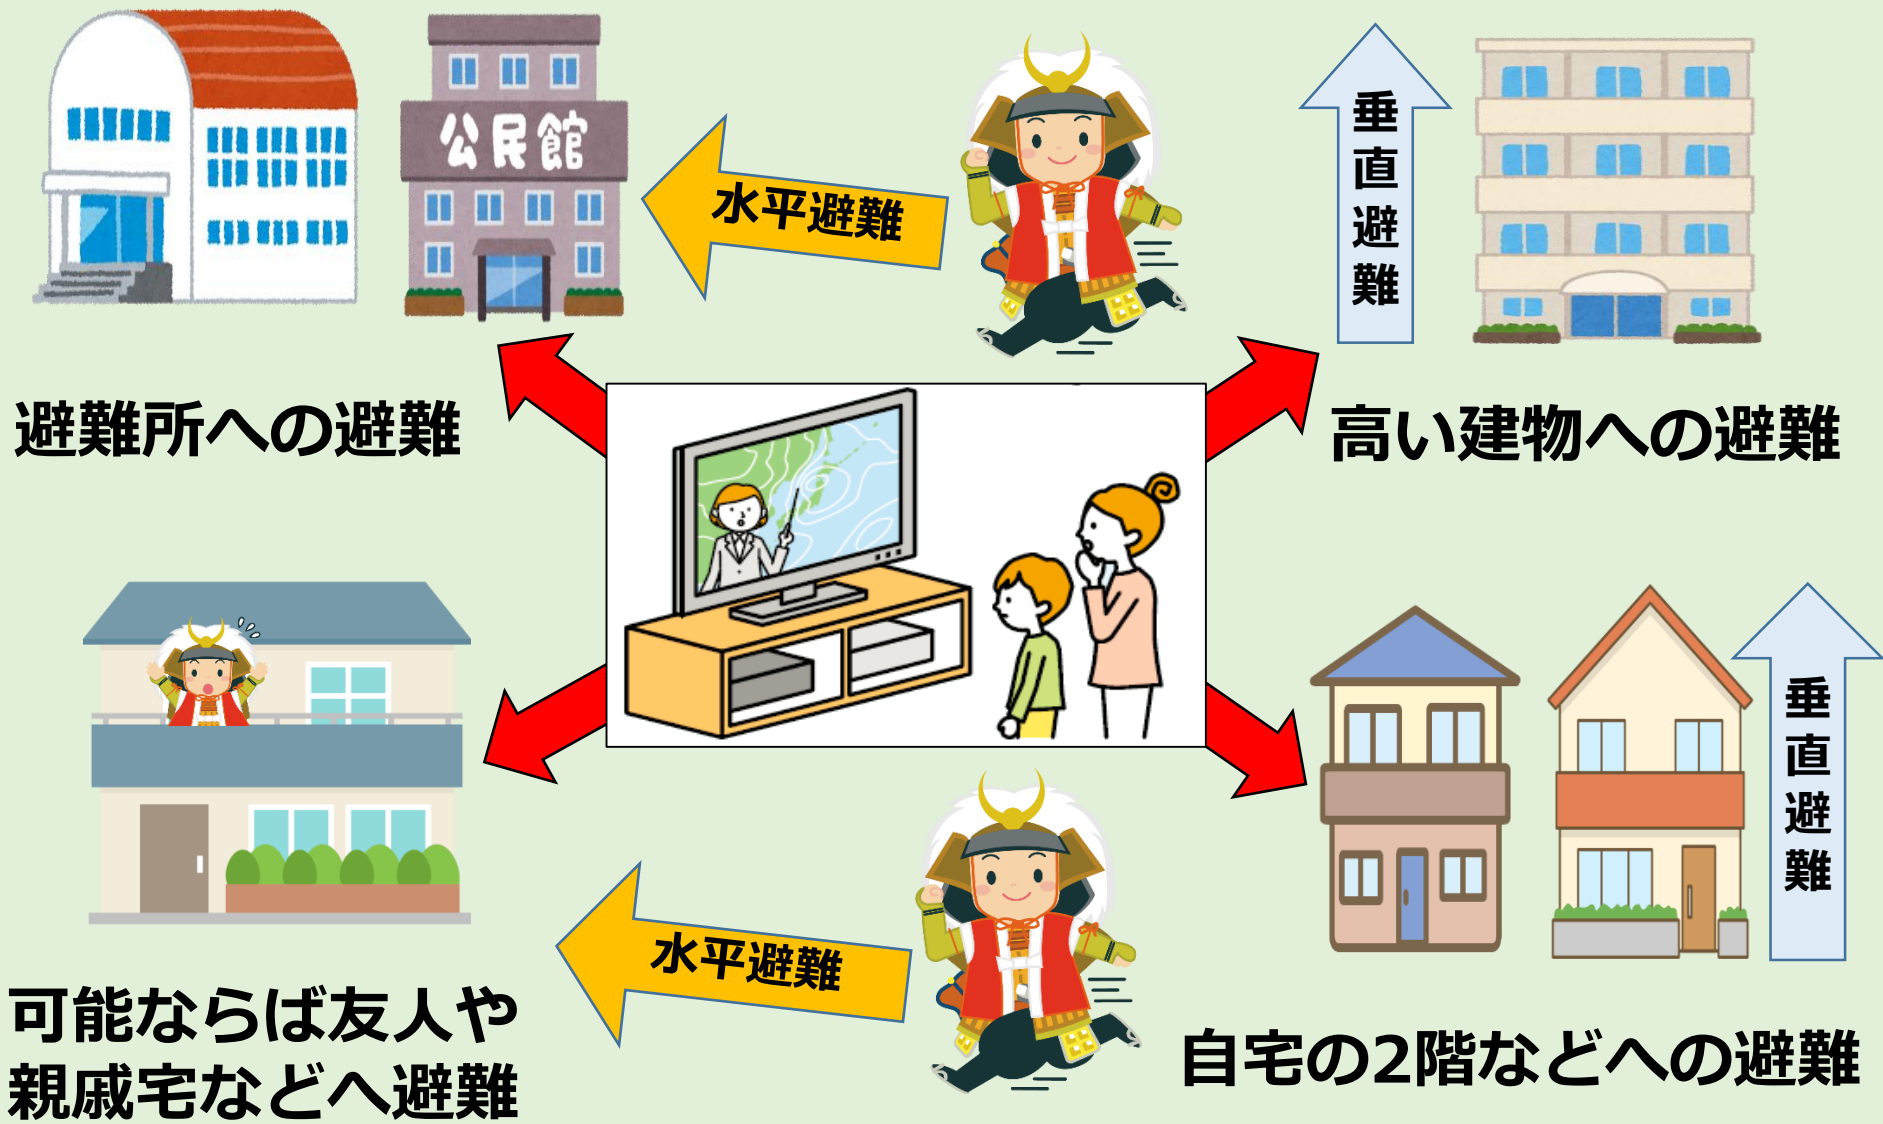 公民館
水平避難
垂直避難
避難所への避難
高い建物への避難
垂直避難
水平避難
可能ならば友人や
親戚宅などへ避難
自宅の2階などへの避難